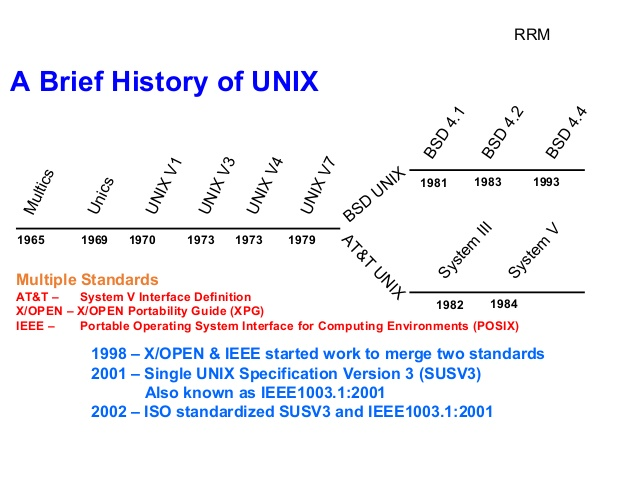 RRM
A Brief History of UNIX
Multics
Unics
UNIX V1
UNIX V3
UNIX V4
UNIX V7
1965 1969 1970 1973 1973 1979
BSD UNIX
BSD 4.1
BSD 4.2
BSD 4.4
1981 1983 1993
AT&T UNIX
System III
System V
1982 1984
Multiple Standards
AT&T – System V Interface Definition
X/OPEN – X/OPEN Portability Guide (XPG)
IEEE – Portable Operating System Interface for Computing Environments (POSIX)
1998 – X/OPEN & IEEE started work to merge two standards
2001 – Single UNIX Specification Version 3 (SUSV3)
Also known as IEEE1003.1:2001
2002 – ISO standardized SUSV3 and IEEE1003.1:2001